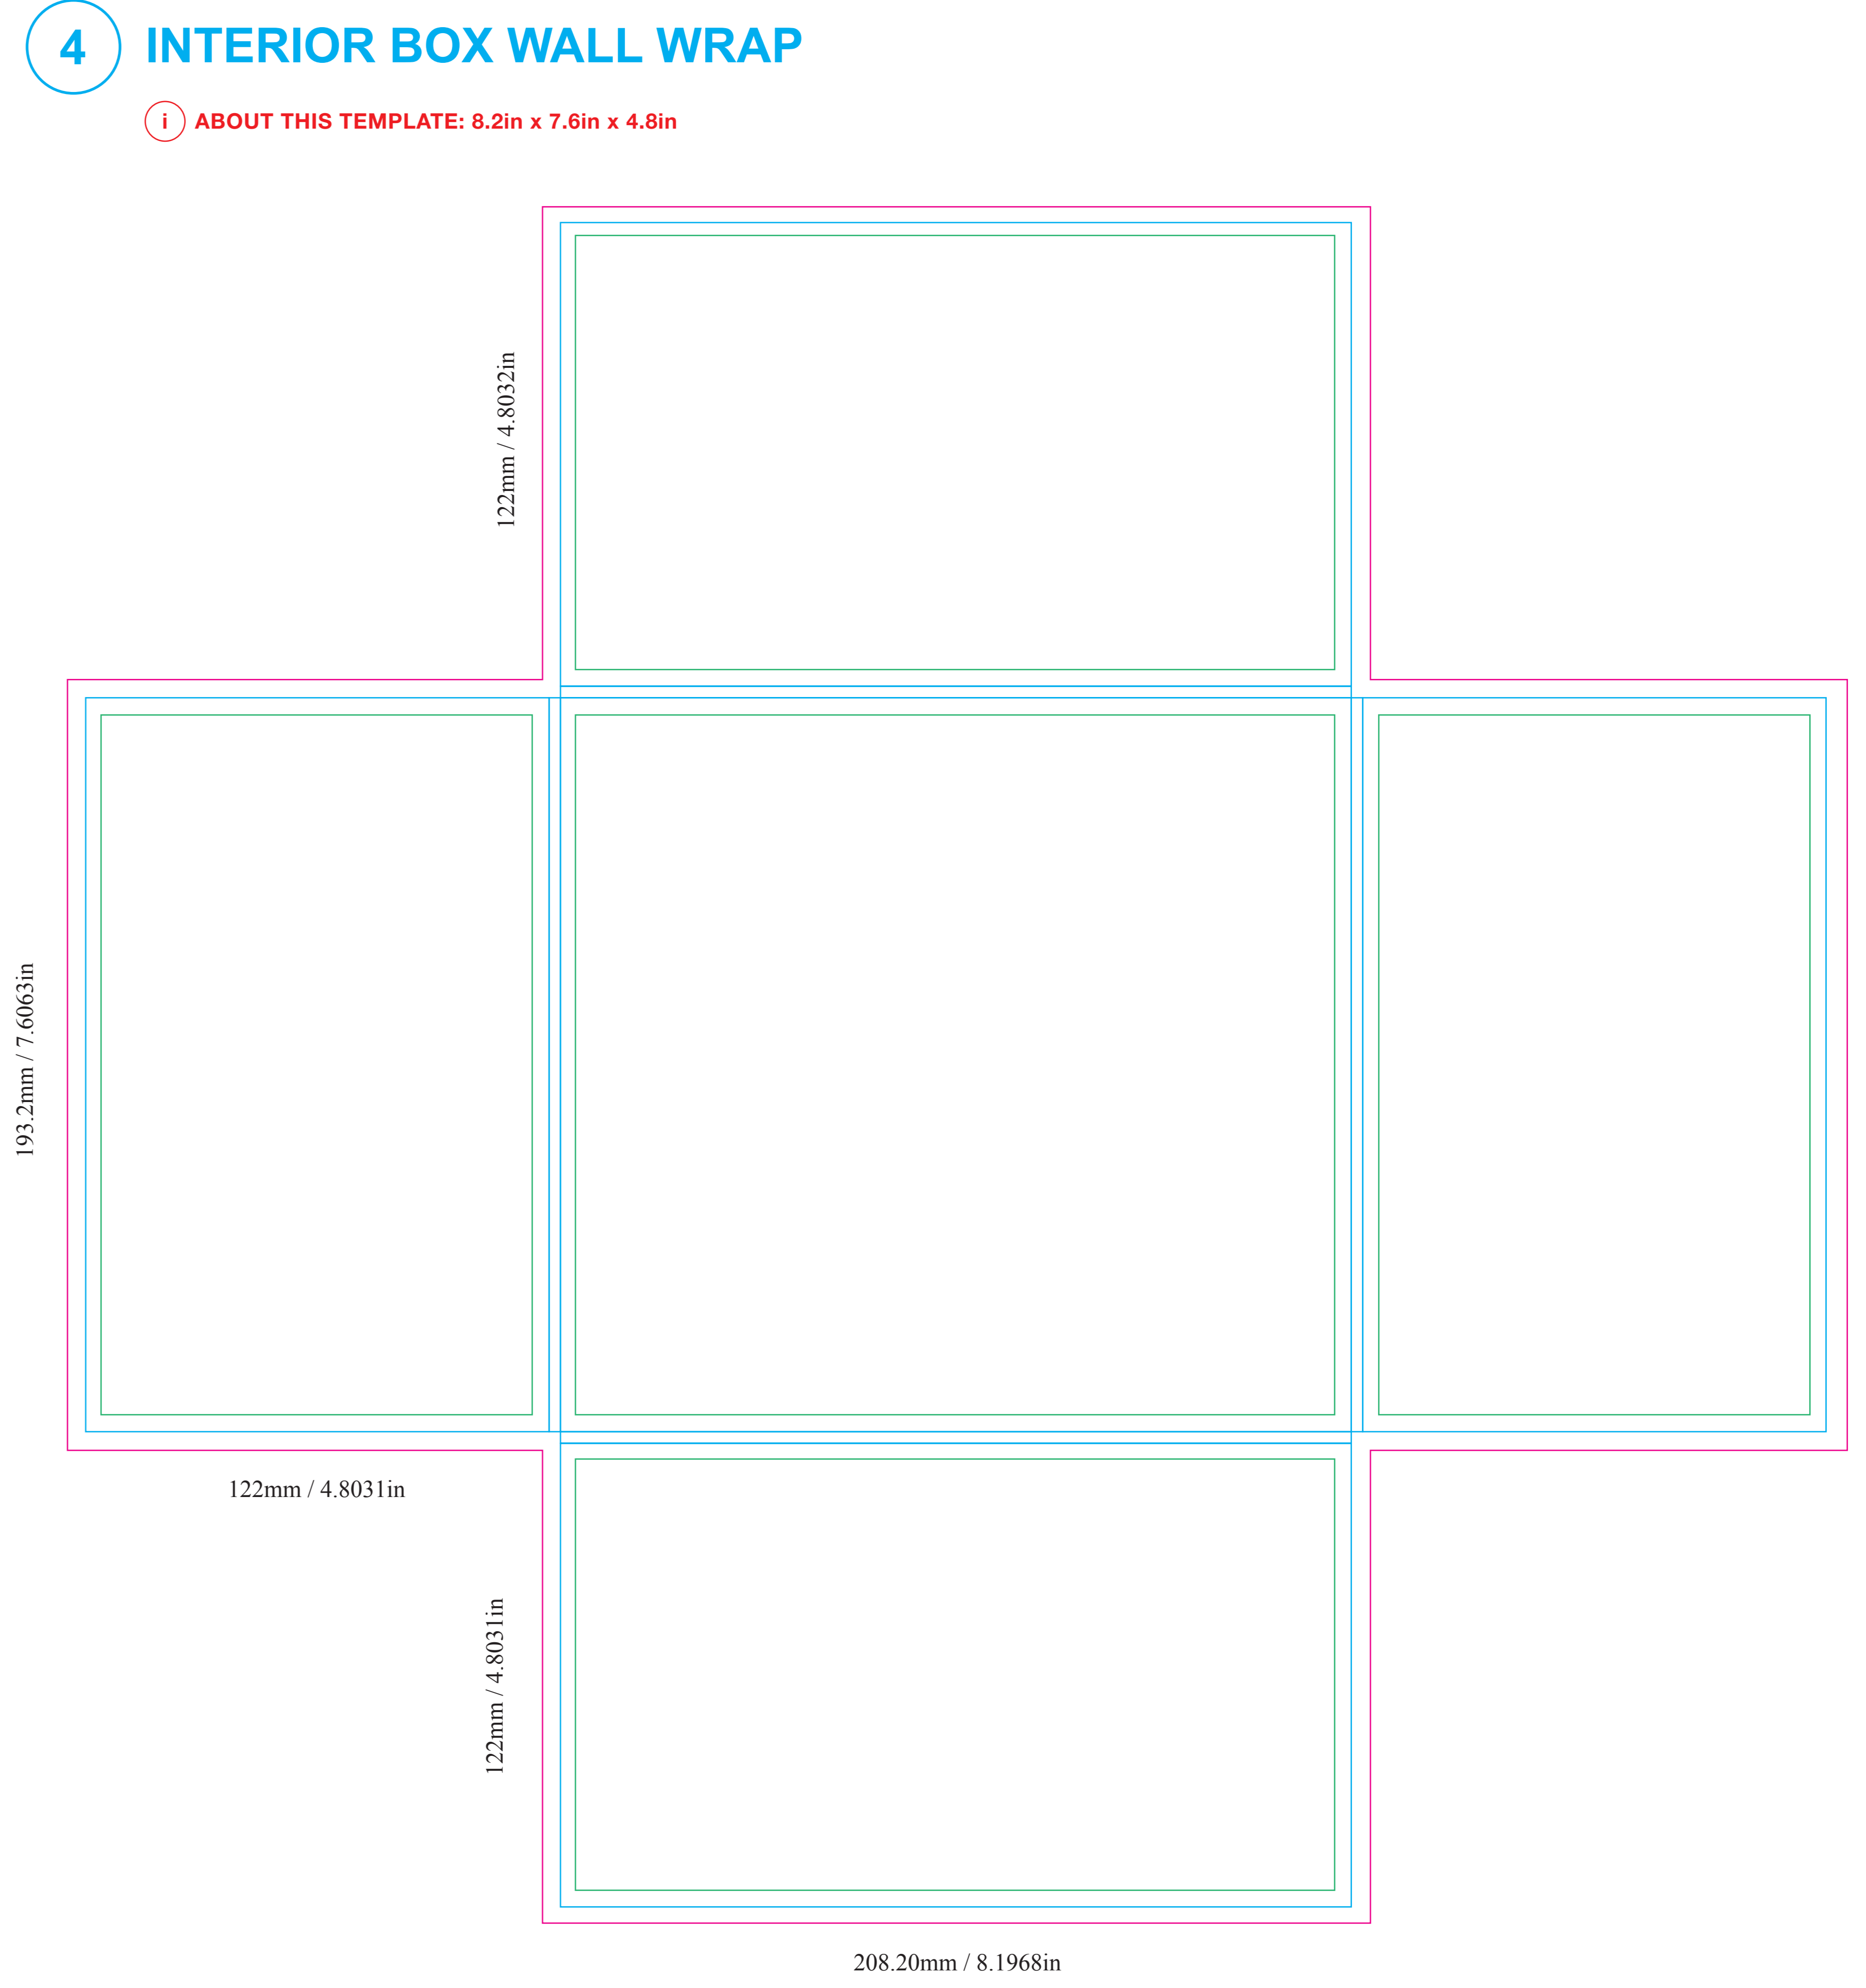 4
INTERIOR BOX WALL WRAP
i
ABOUT THIS TEMPLATE: 8.2in x 7.6in x 4.8in
122mm / 4.8032in
193.2mm / 7.6063in
122mm / 4.8031in
122mm / 4.8031in
208.20mm / 8.1968in